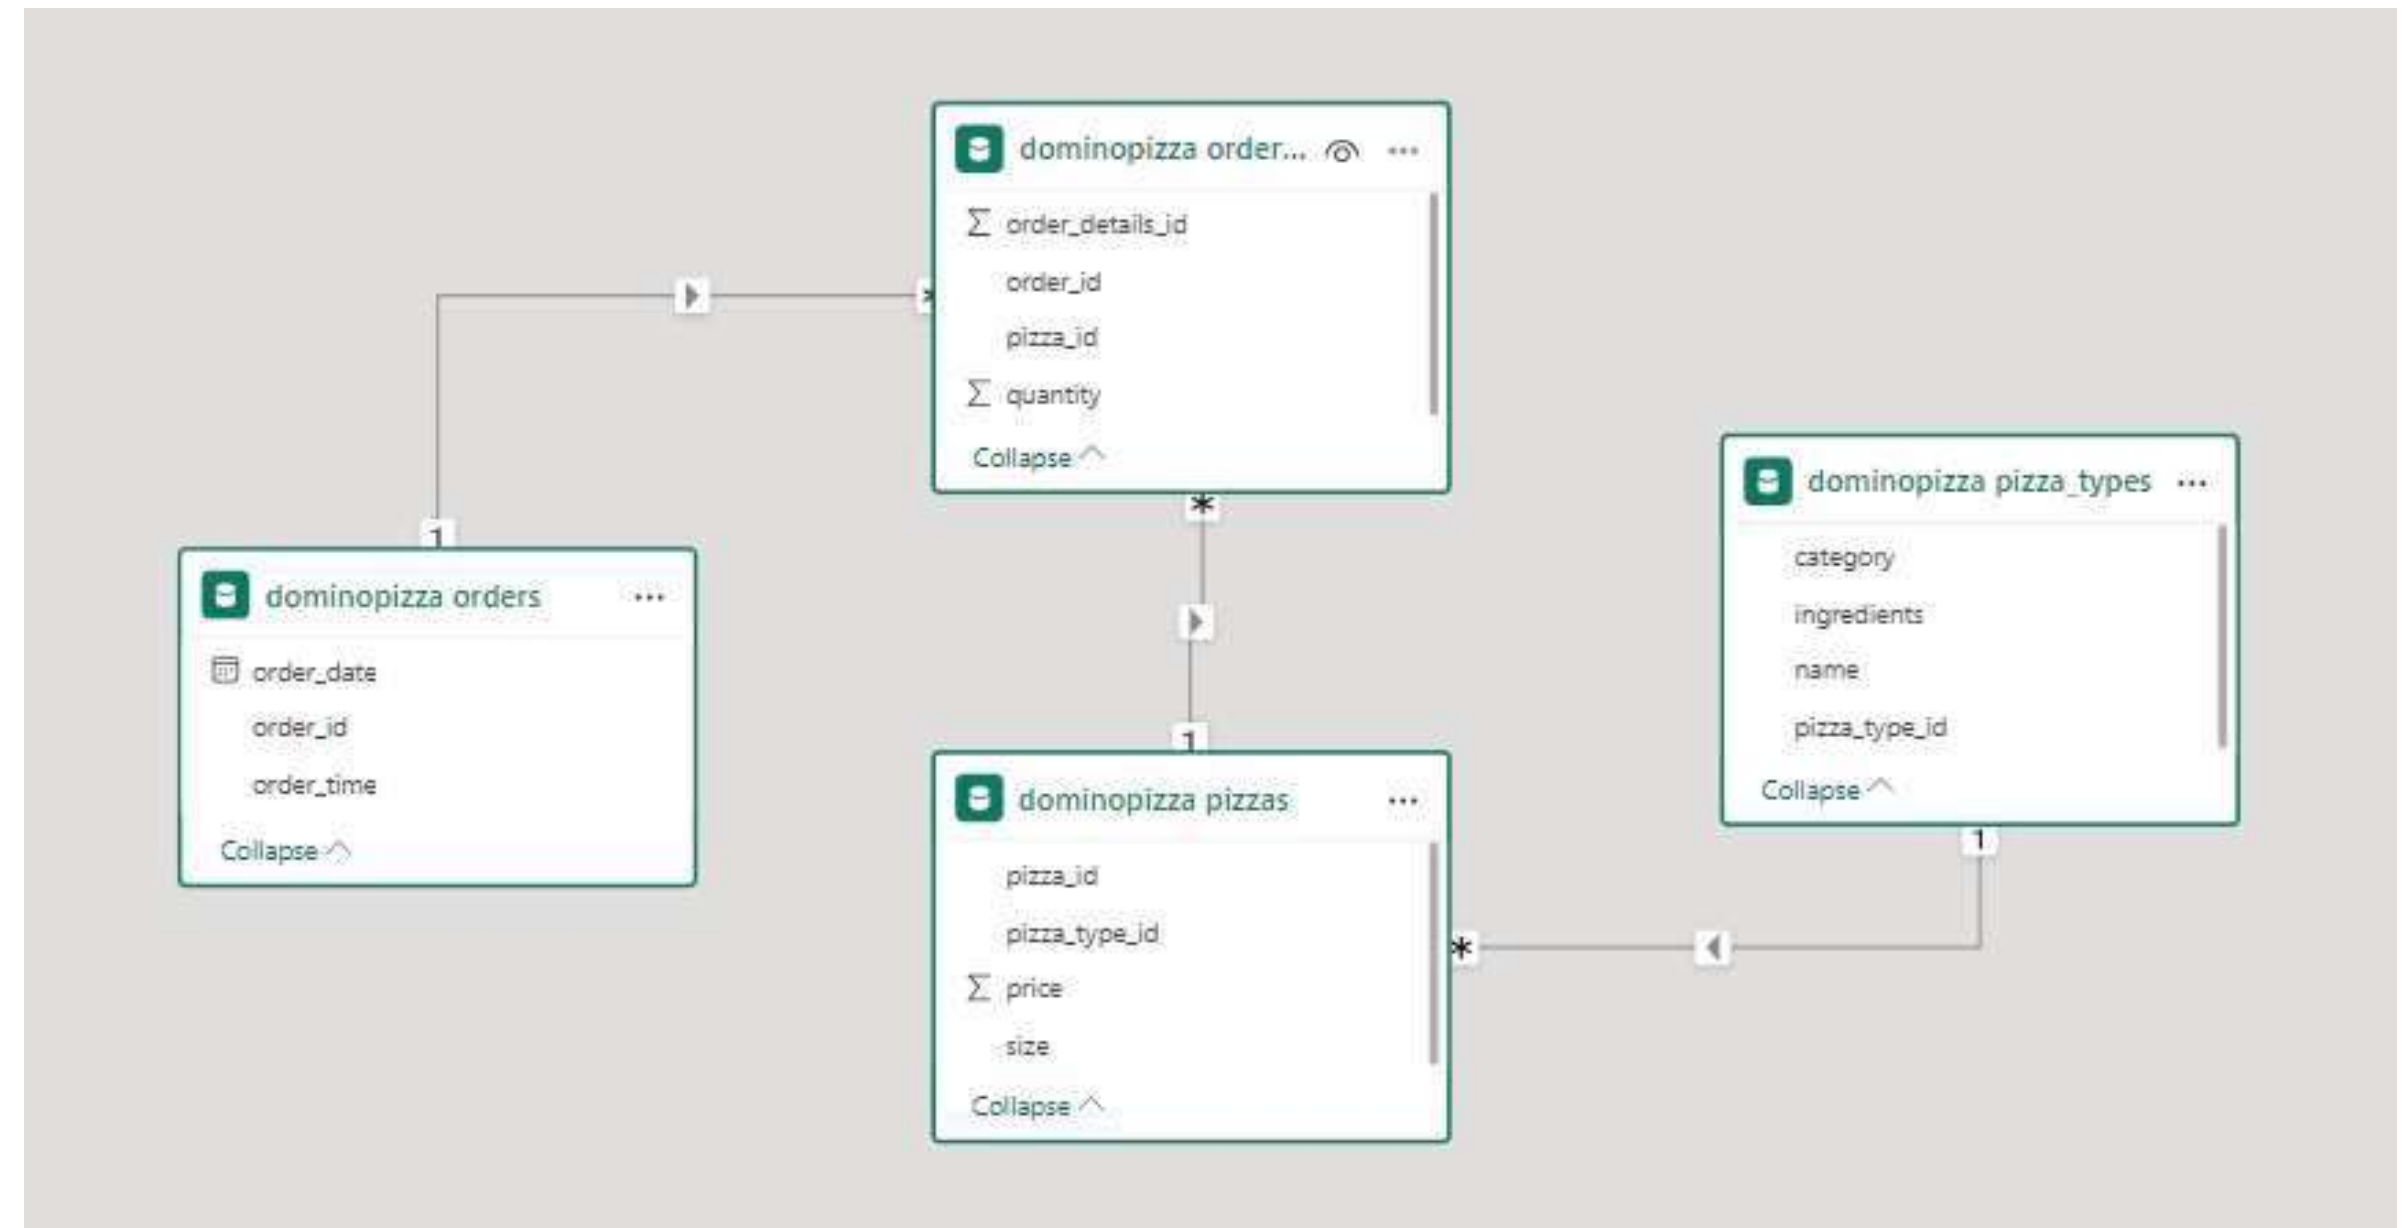 dominopizza order...
order_details_id
order_id
pizza_id
Σ quantity
Collapse
*
1
dominopizza orders
order_date
order_id
order_time
Collapse
*
1
dominopizza pizzas
pizza_id
pizza_type_id
Σ price
size
Collapse
*
dominopizza pizza_types
category
ingredients
name
pizza_type_id
Collapse
1